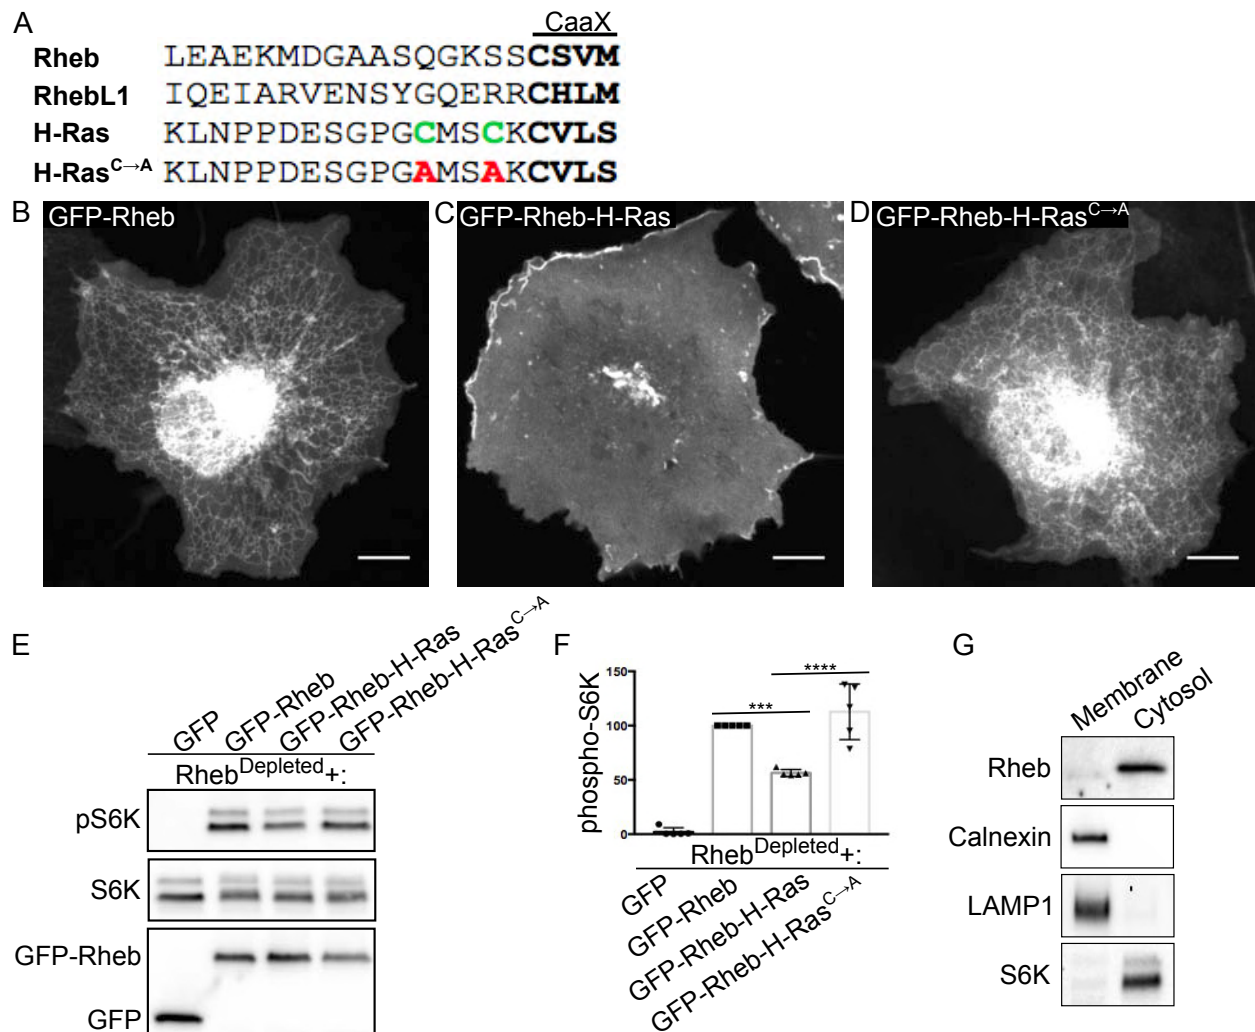 A
CaaX
Rheb LEAEKMDGAASQGKSSCSVM
RhebL1 IQEIARVENSYGQERRCHLM
H-Ras KLNPPDESGPGCMSCKCVLS
H-Ras^C→A KLNPPDESGPGAMSAKCVLS
B GFP-Rheb
C GFP-Rheb-H-Ras
D GFP-Rheb-H-Ras^C→A
E
GFP
GFP-Rheb
GFP-Rheb-H-Ras
GFP-Rheb-H-Ras^C→A
Rheb^Depleted+:
pS6K
S6K
GFP-Rheb
GFP
F
phospho-S6K
150
100
50
0
***
****
Rheb^Depleted+:
GFP
GFP-Rheb
GFP-Rheb-H-Ras
GFP-Rheb-H-Ras^C→A
G
Membrane
Cytosol
Rheb
Calnexin
LAMP1
S6K